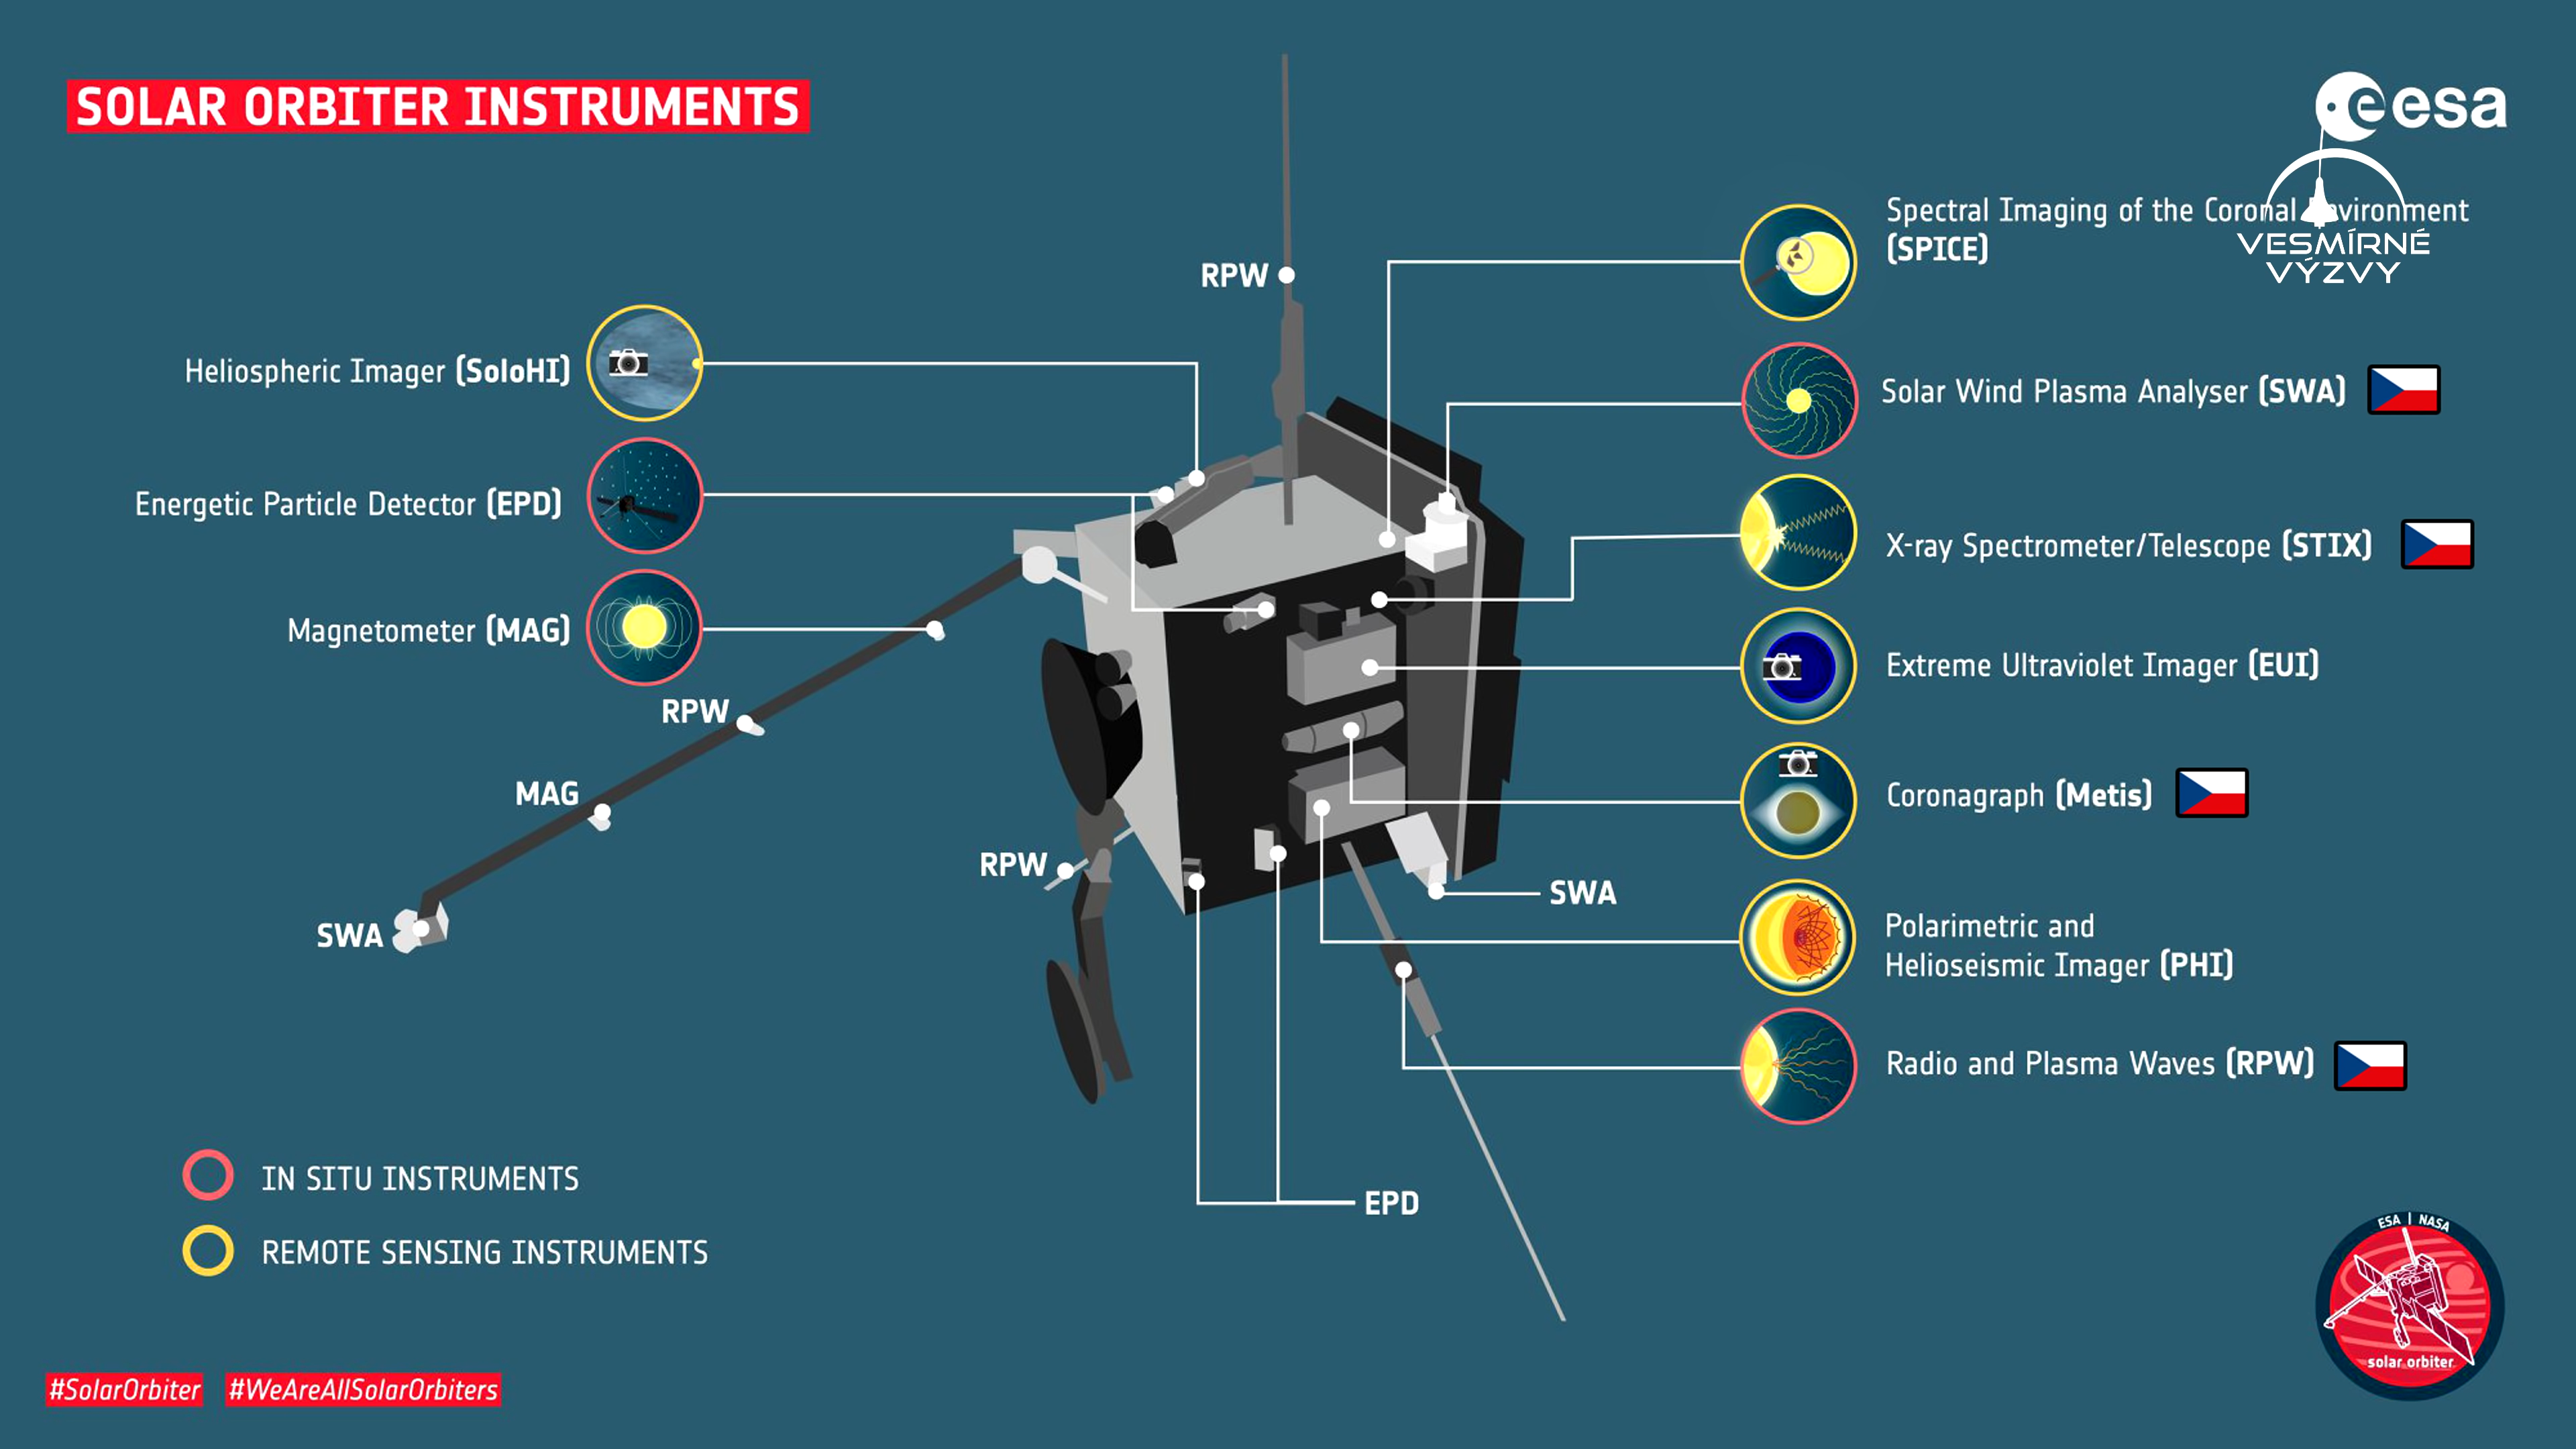 SOLAR ORBITER INSTRUMENTS
esa
VESMÍRNÉ
VÝZVY
Spectral Imaging of the Coronal Environment
(SPICE)
RPW
Heliospheric Imager (SoloHI)
Solar Wind Plasma Analyser (SWA)
Energetic Particle Detector (EPD)
X-ray Spectrometer/Telescope (STIX)
Magnetometer (MAG)
Extreme Ultraviolet Imager (EUI)
RPW
MAG
Coronagraph (Metis)
RPW
SWA
SWA
Polarimetric and
Helioseismic Imager (PHI)
Radio and Plasma Waves (RPW)
EPD
IN SITU INSTRUMENTS
REMOTE SENSING INSTRUMENTS
ESA | NASA
solar orbiter
#SolarOrbiter #WeAreAllSolarOrbiters